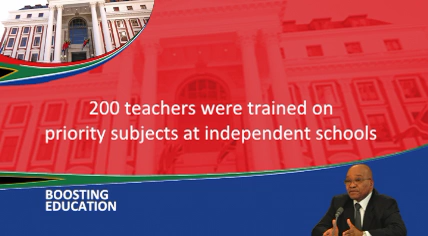 200 teachers were trained on
priority subjects at independent schools
BOOSTING
EDUCATION